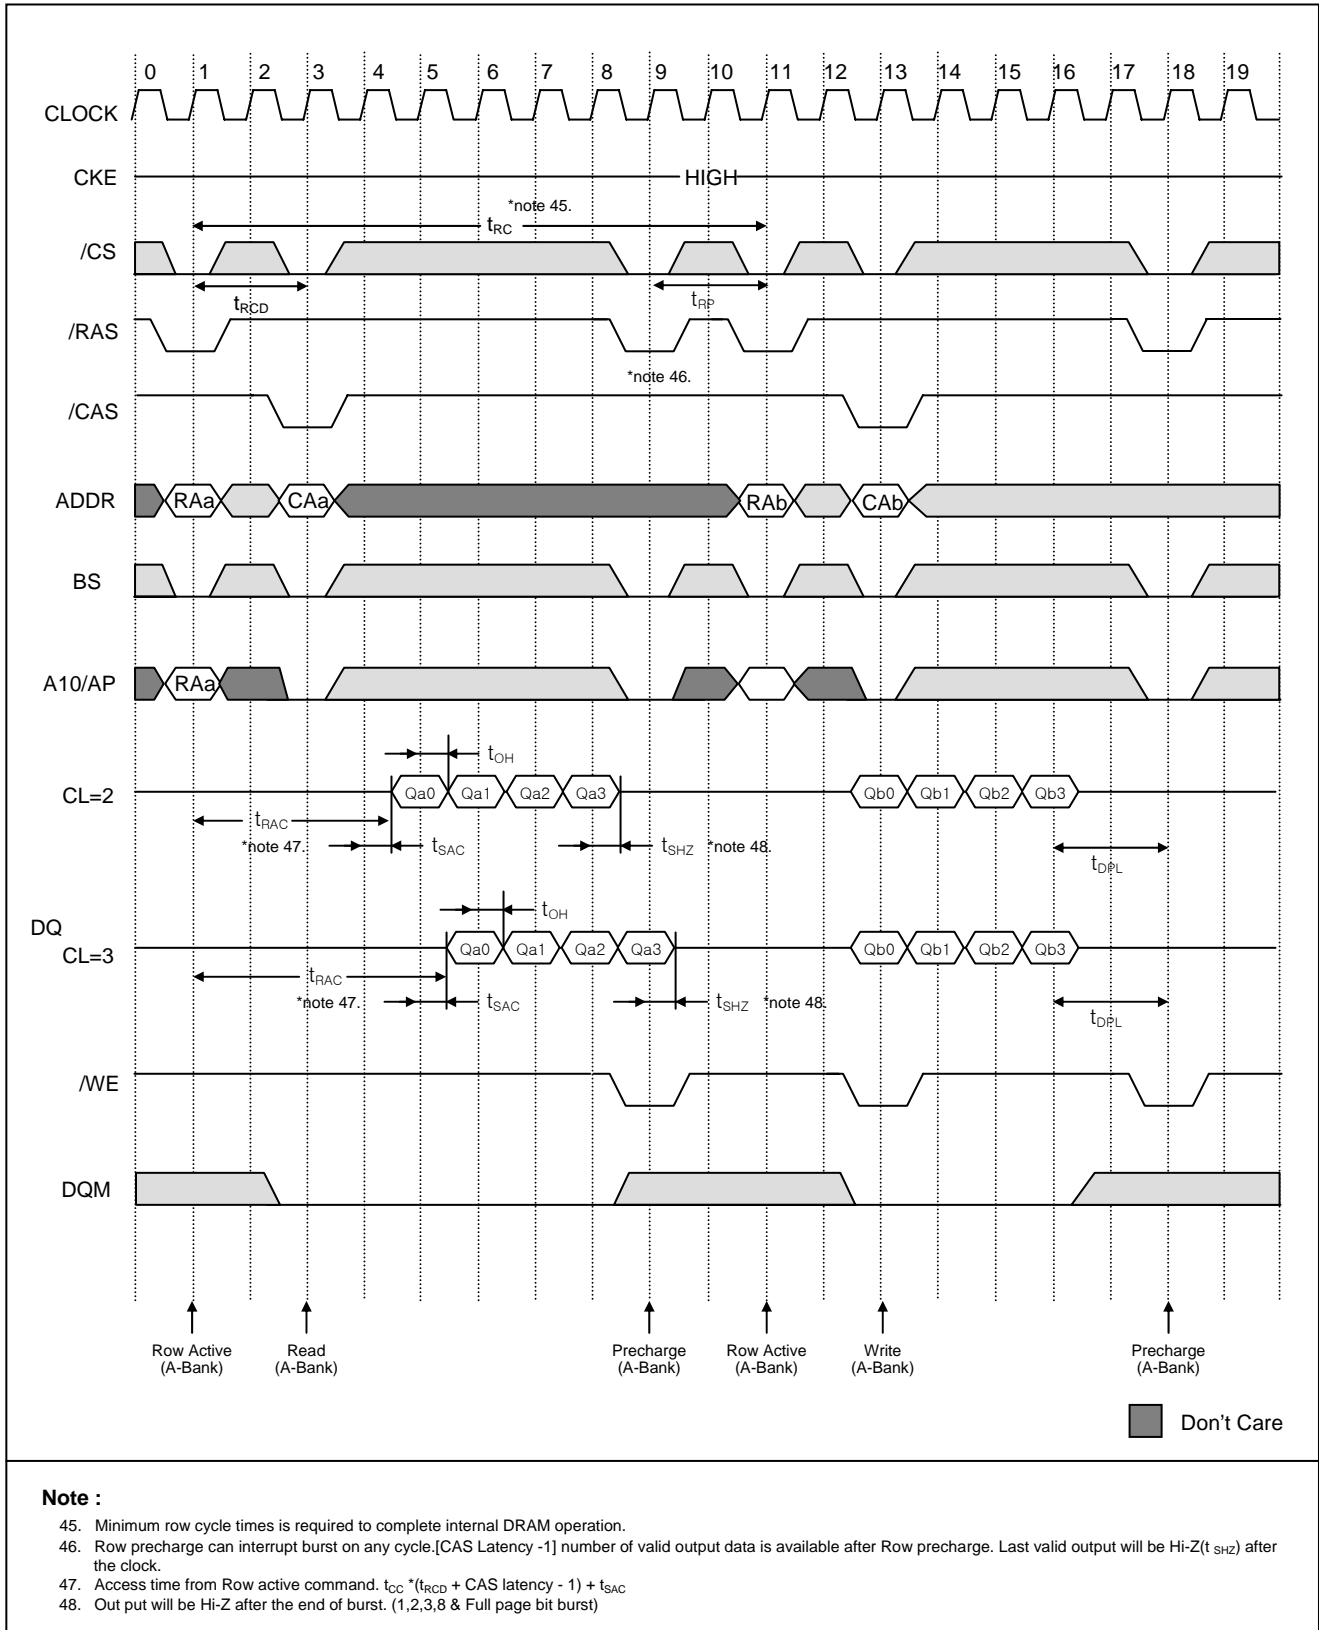 0 1 2 3 4 5 6 7 8 9 10 11 12 13 14 15 16 17 18 19
CLOCK
CKE HIGH
*note 45.
tRC
/CS
tRCD tRP
/RAS
*note 46.
/CAS
ADDR RAa CAa RAb CAb
BS
A10/AP RAa
tOH
CL=2 Qa0 Qa1 Qa2 Qa3 Qb0 Qb1 Qb2 Qb3
tRAC
*note 47. tSAC tSHZ *note 48.
tDPL
tOH
DQ
CL=3 Qa0 Qa1 Qa2 Qa3 Qb0 Qb1 Qb2 Qb3
tRAC
*note 47. tSAC tSHZ *note 48.
tDPL
/WE
DQM
Row Active Read Precharge Row Active Write Precharge
(A-Bank) (A-Bank) (A-Bank) (A-Bank) (A-Bank) (A-Bank)
Don't Care
Note :
45. Minimum row cycle times is required to complete internal DRAM operation.
46. Row precharge can interrupt burst on any cycle.[CAS Latency -1] number of valid output data is available after Row precharge. Last valid output will be Hi-Z(t SHZ) after
the clock.
47. Access time from Row active command. tCC *(tRCD + CAS latency - 1) + tSAC
48. Out put will be Hi-Z after the end of burst. (1,2,3,8 & Full page bit burst)